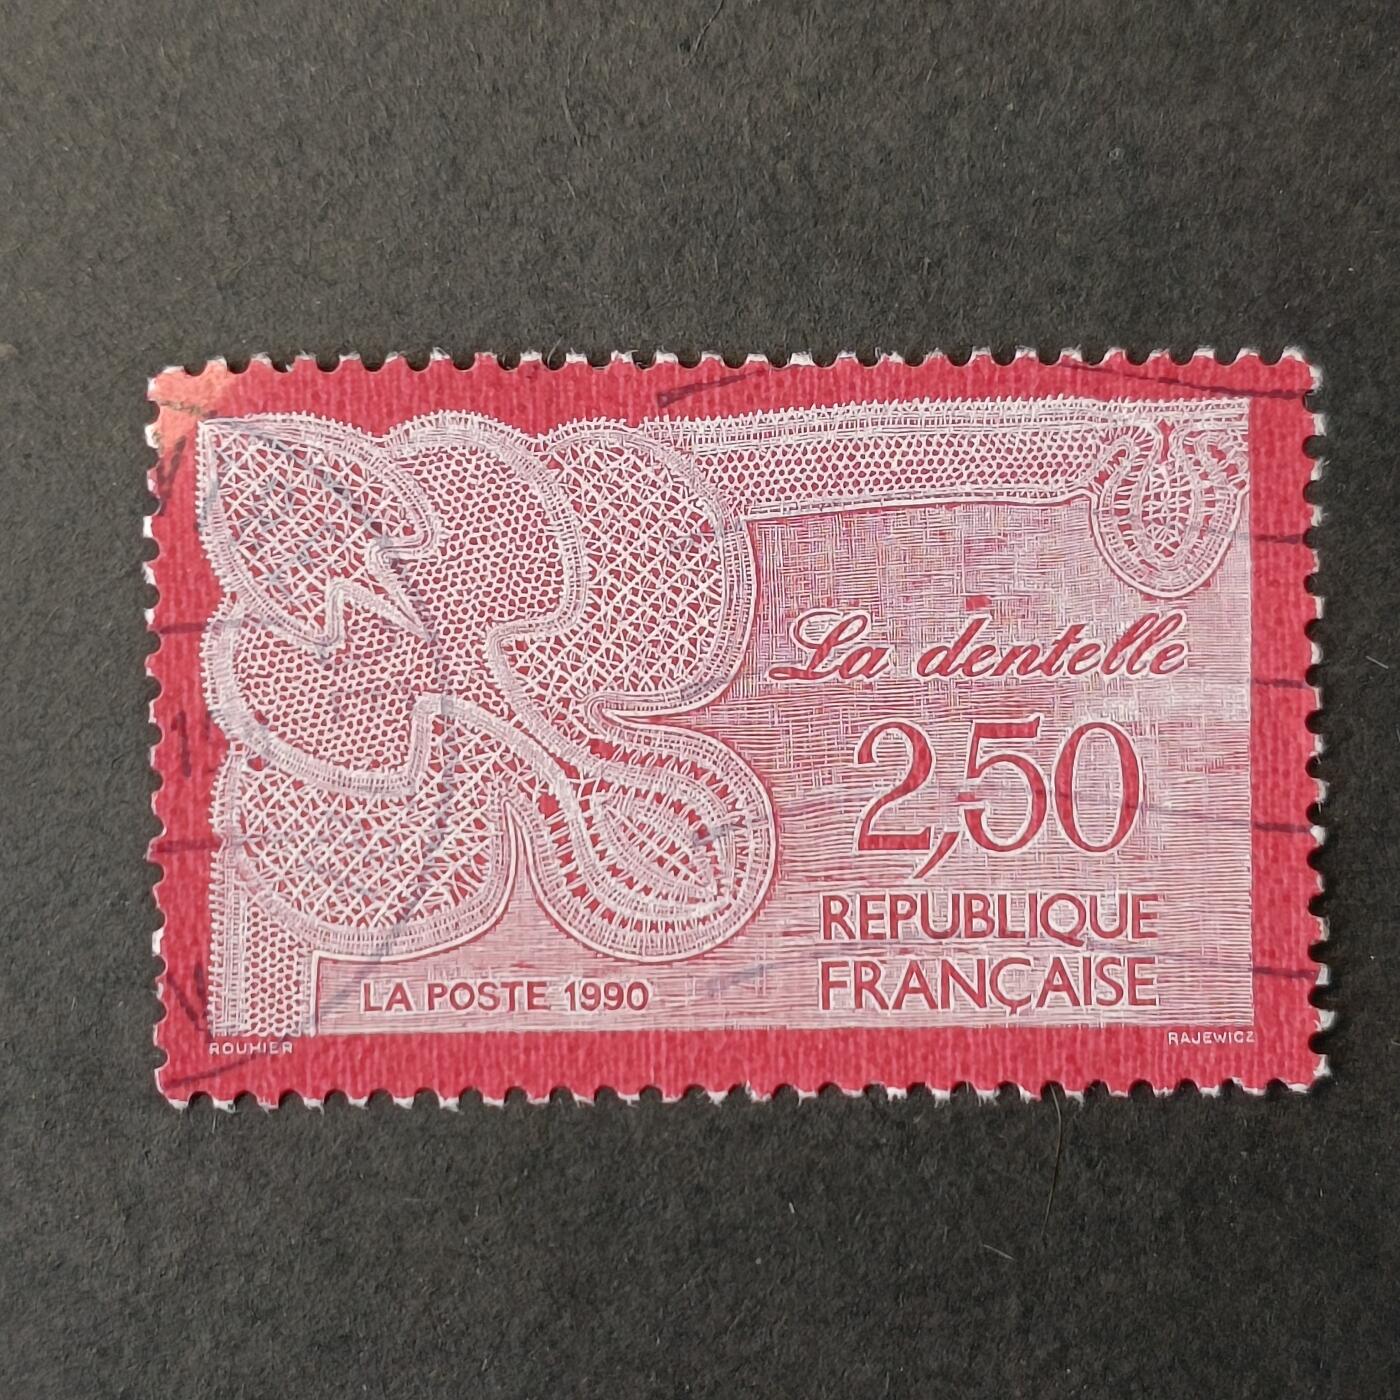 La dentelle
2,50
REPUBLIQUE
FRANÇAISE
LA POSTE 1990
ROUHIER
RAJEWICZ